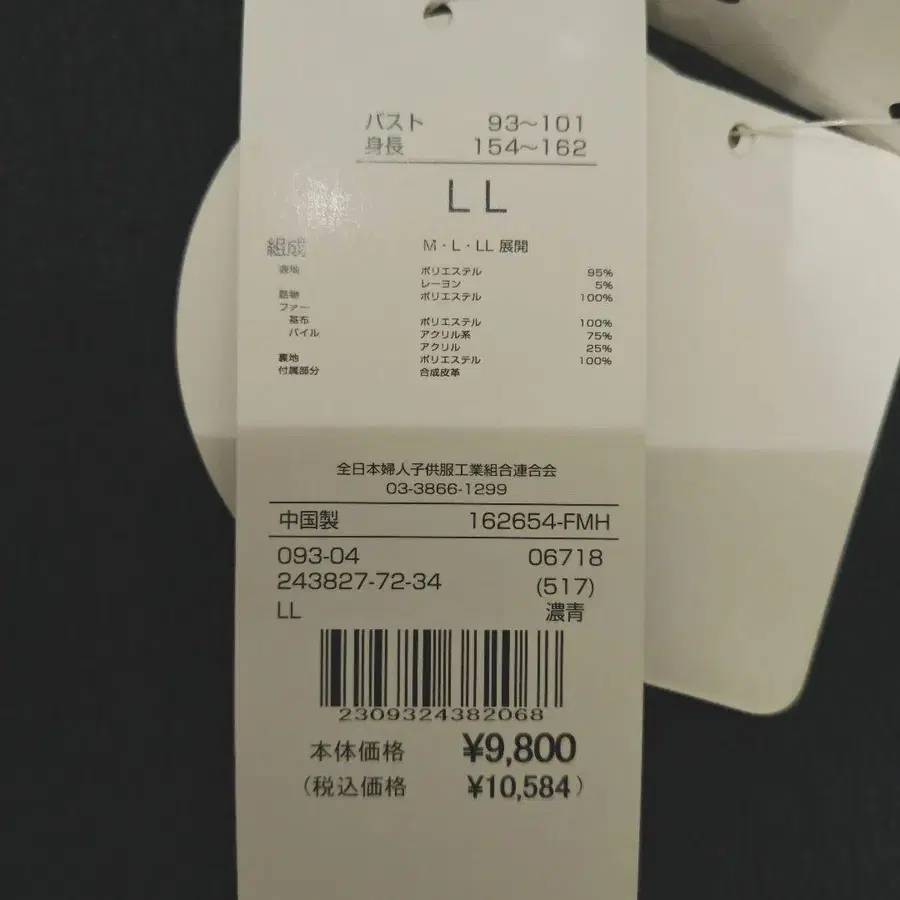 バスト 93～101
身長 154～162
LL
組成 M・L・LL 展開
表地 ポリエステル 95%
レーヨン 5%
詰物 ポリエステル 100%
ファー
基布 ポリエステル 100%
パイル アクリル系 75%
アクリル 25%
裏地 ポリエステル 100%
付属部分 合成皮革
全日本婦人子供服工業組合連合会
03-3866-1299
中国製 162654-FMH
093-04 06718
243827-72-34 (517)
LL 濃青
2309324382068
本体価格 ¥9,800
(税込価格 ¥10,584)